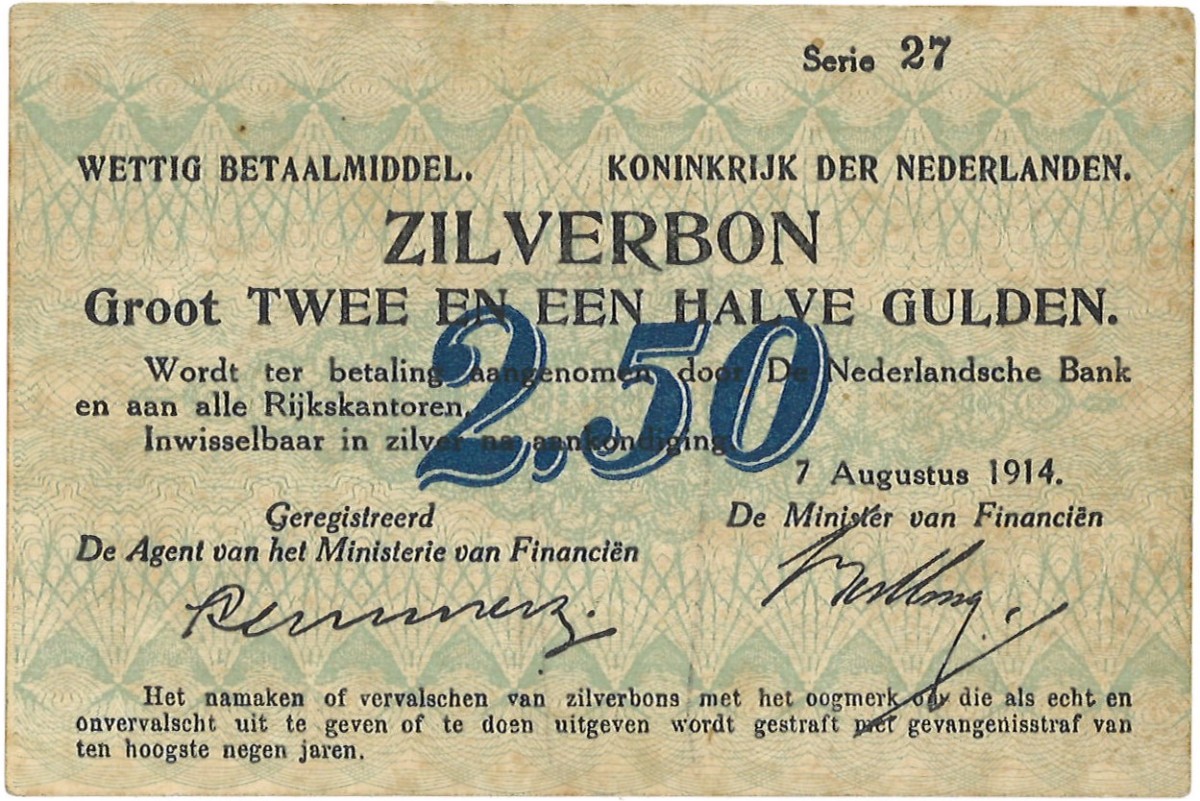 Serie 27
WETTIG BETAALMIDDEL. KONINKRIJK DER NEDERLANDEN.
ZILVERBON
Groot TWEE EN EEN HALVE GULDEN.
2.50
Wordt ter betaling aangenomen door De Nederlandsche Bank
en aan alle Rijkskantoren.
Inwisselbaar in zilver na aankondiging.
7 Augustus 1914.
Geregistreerd
De Agent van het Ministerie van Financiën
De Minister van Financiën
Het namaken of vervalschen van zilverbons met het oogmerk om die als echt en
onvervalscht uit te geven of te doen uitgeven wordt gestraft met gevangenisstraf van
ten hoogste negen jaren.